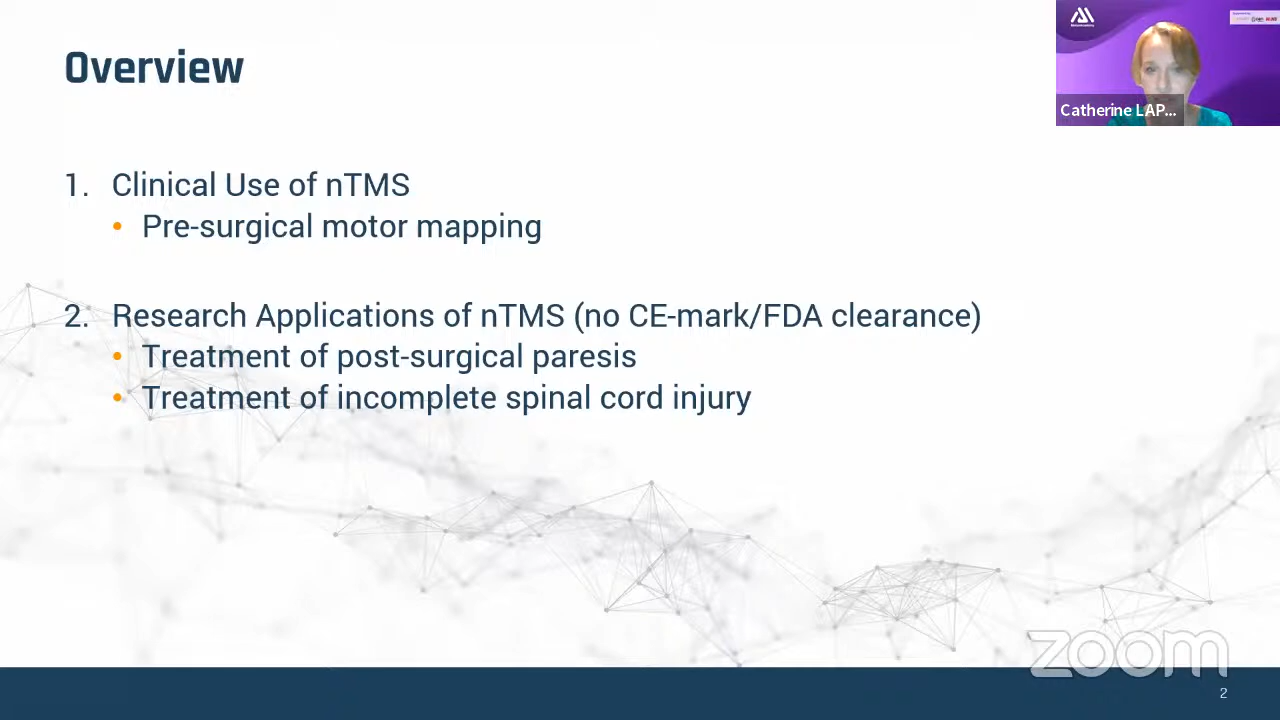 Overview
Catherine LAP...
1. Clinical Use of nTMS
• Pre-surgical motor mapping
2. Research Applications of nTMS (no CE-mark/FDA clearance)
• Treatment of post-surgical paresis
• Treatment of incomplete spinal cord injury
zoom
2